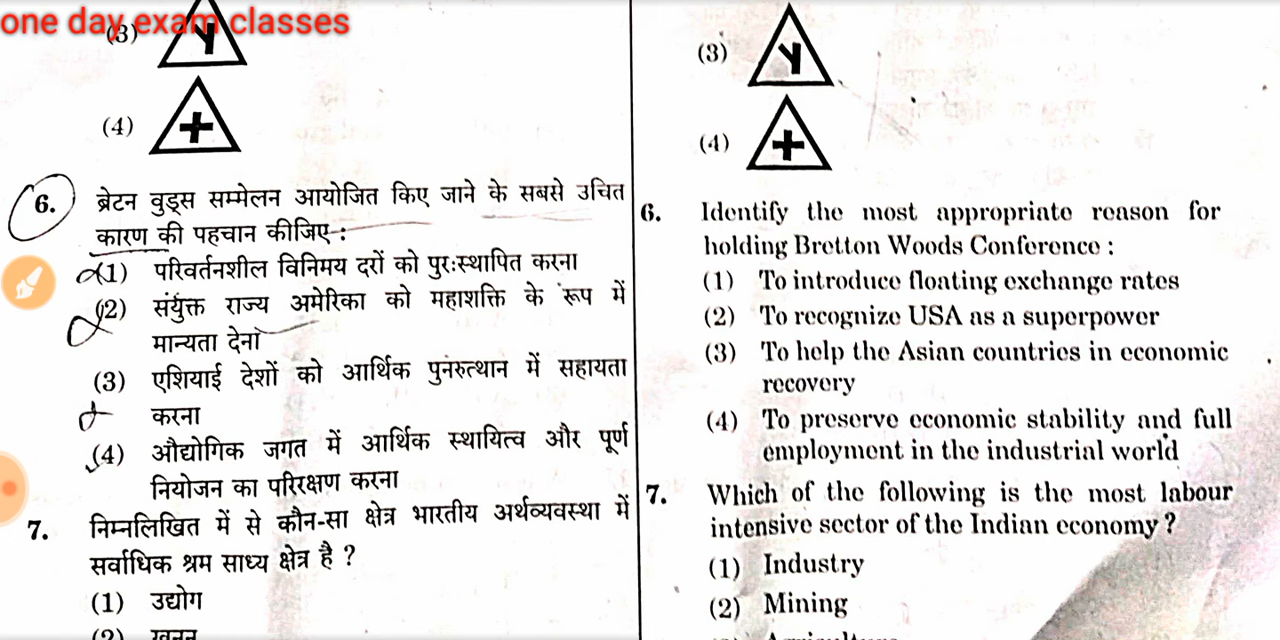 one day exam classes
(3)
(4)
6. ब्रेटन वुड्स सम्मेलन आयोजित किए जाने के सबसे उचित
कारण की पहचान कीजिए :
(1) परिवर्तनशील विनिमय दरों को पुरःस्थापित करना
(2) संयुक्त राज्य अमेरिका को महाशक्ति के रूप में
मान्यता देना
(3) एशियाई देशों को आर्थिक पुनरुत्थान में सहायता
करना
(4) औद्योगिक जगत में आर्थिक स्थायित्व और पूर्ण
नियोजन का परिरक्षण करना
7. निम्नलिखित में से कौन-सा क्षेत्र भारतीय अर्थव्यवस्था में
सर्वाधिक श्रम साध्य क्षेत्र है ?
(1) उद्योग
(2) खनन
(3)
(4)
6. Identify the most appropriate reason for
holding Bretton Woods Conference :
(1) To introduce floating exchange rates
(2) To recognize USA as a superpower
(3) To help the Asian countries in economic
recovery
(4) To preserve economic stability and full
employment in the industrial world
7. Which of the following is the most labour
intensive sector of the Indian economy ?
(1) Industry
(2) Mining
Agriculture